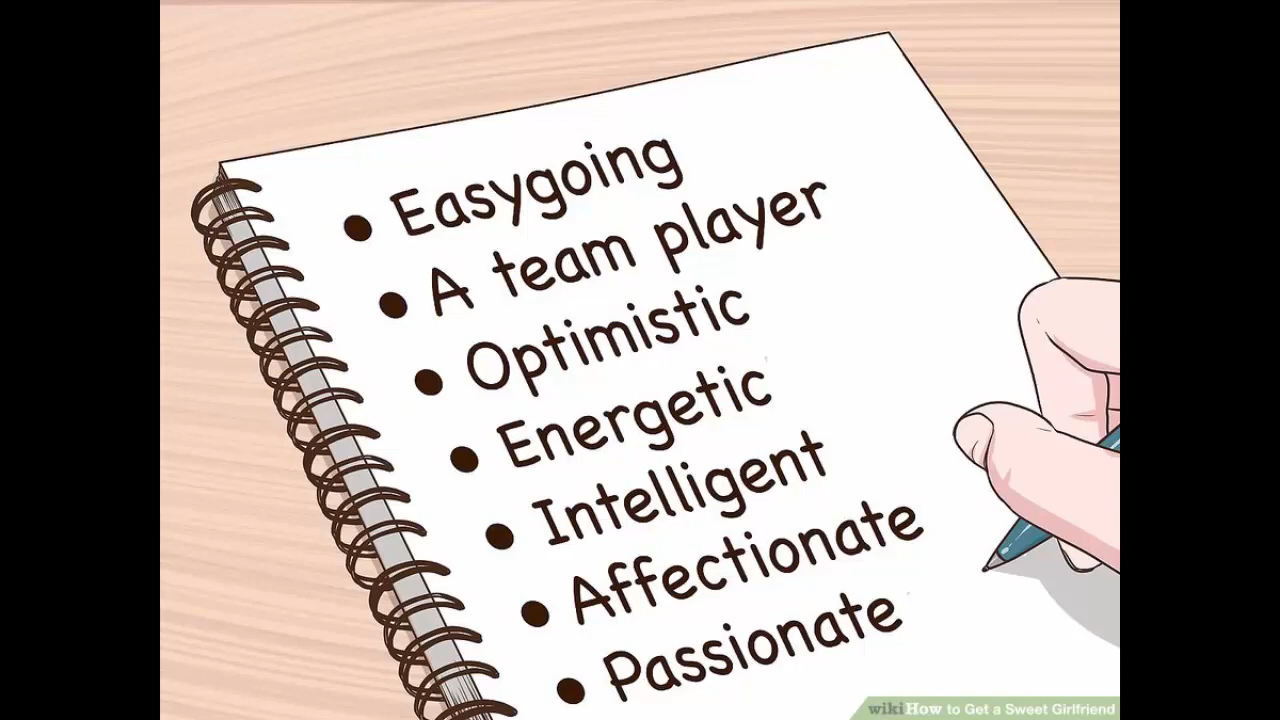 • Easygoing
• A team player
• Optimistic
• Energetic
• Intelligent
• Affectionate
• Passionate
wikiHow to Get a Sweet Girlfriend